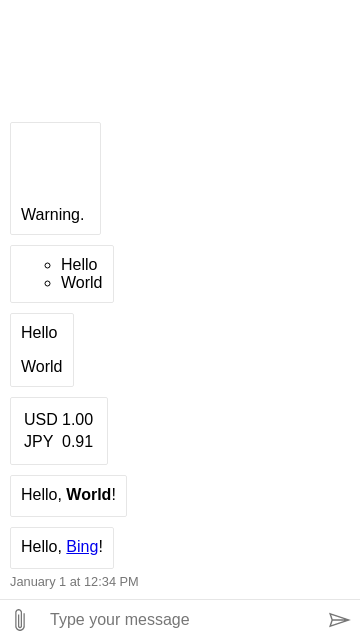 Warning.
Hello
World
Hello
World
USD 1.00
JPY 0.91
Hello, World!
Hello, Bing!
January 1 at 12:34 PM
Type your message